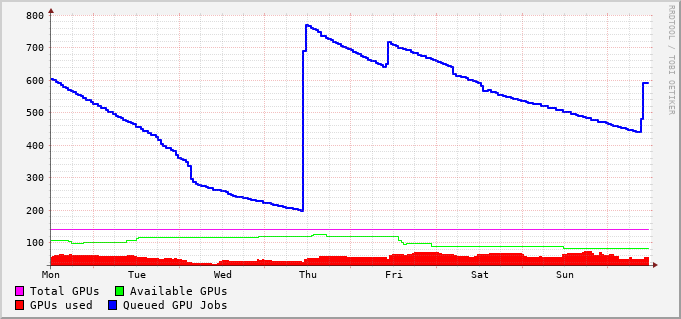 800
700
600
500
400
300
200
100
Mon Tue Wed Thu Fri Sat Sun
Total GPUs Available GPUs
GPUs used Queued GPU Jobs
RRDTOOL / TOBI OETIKER